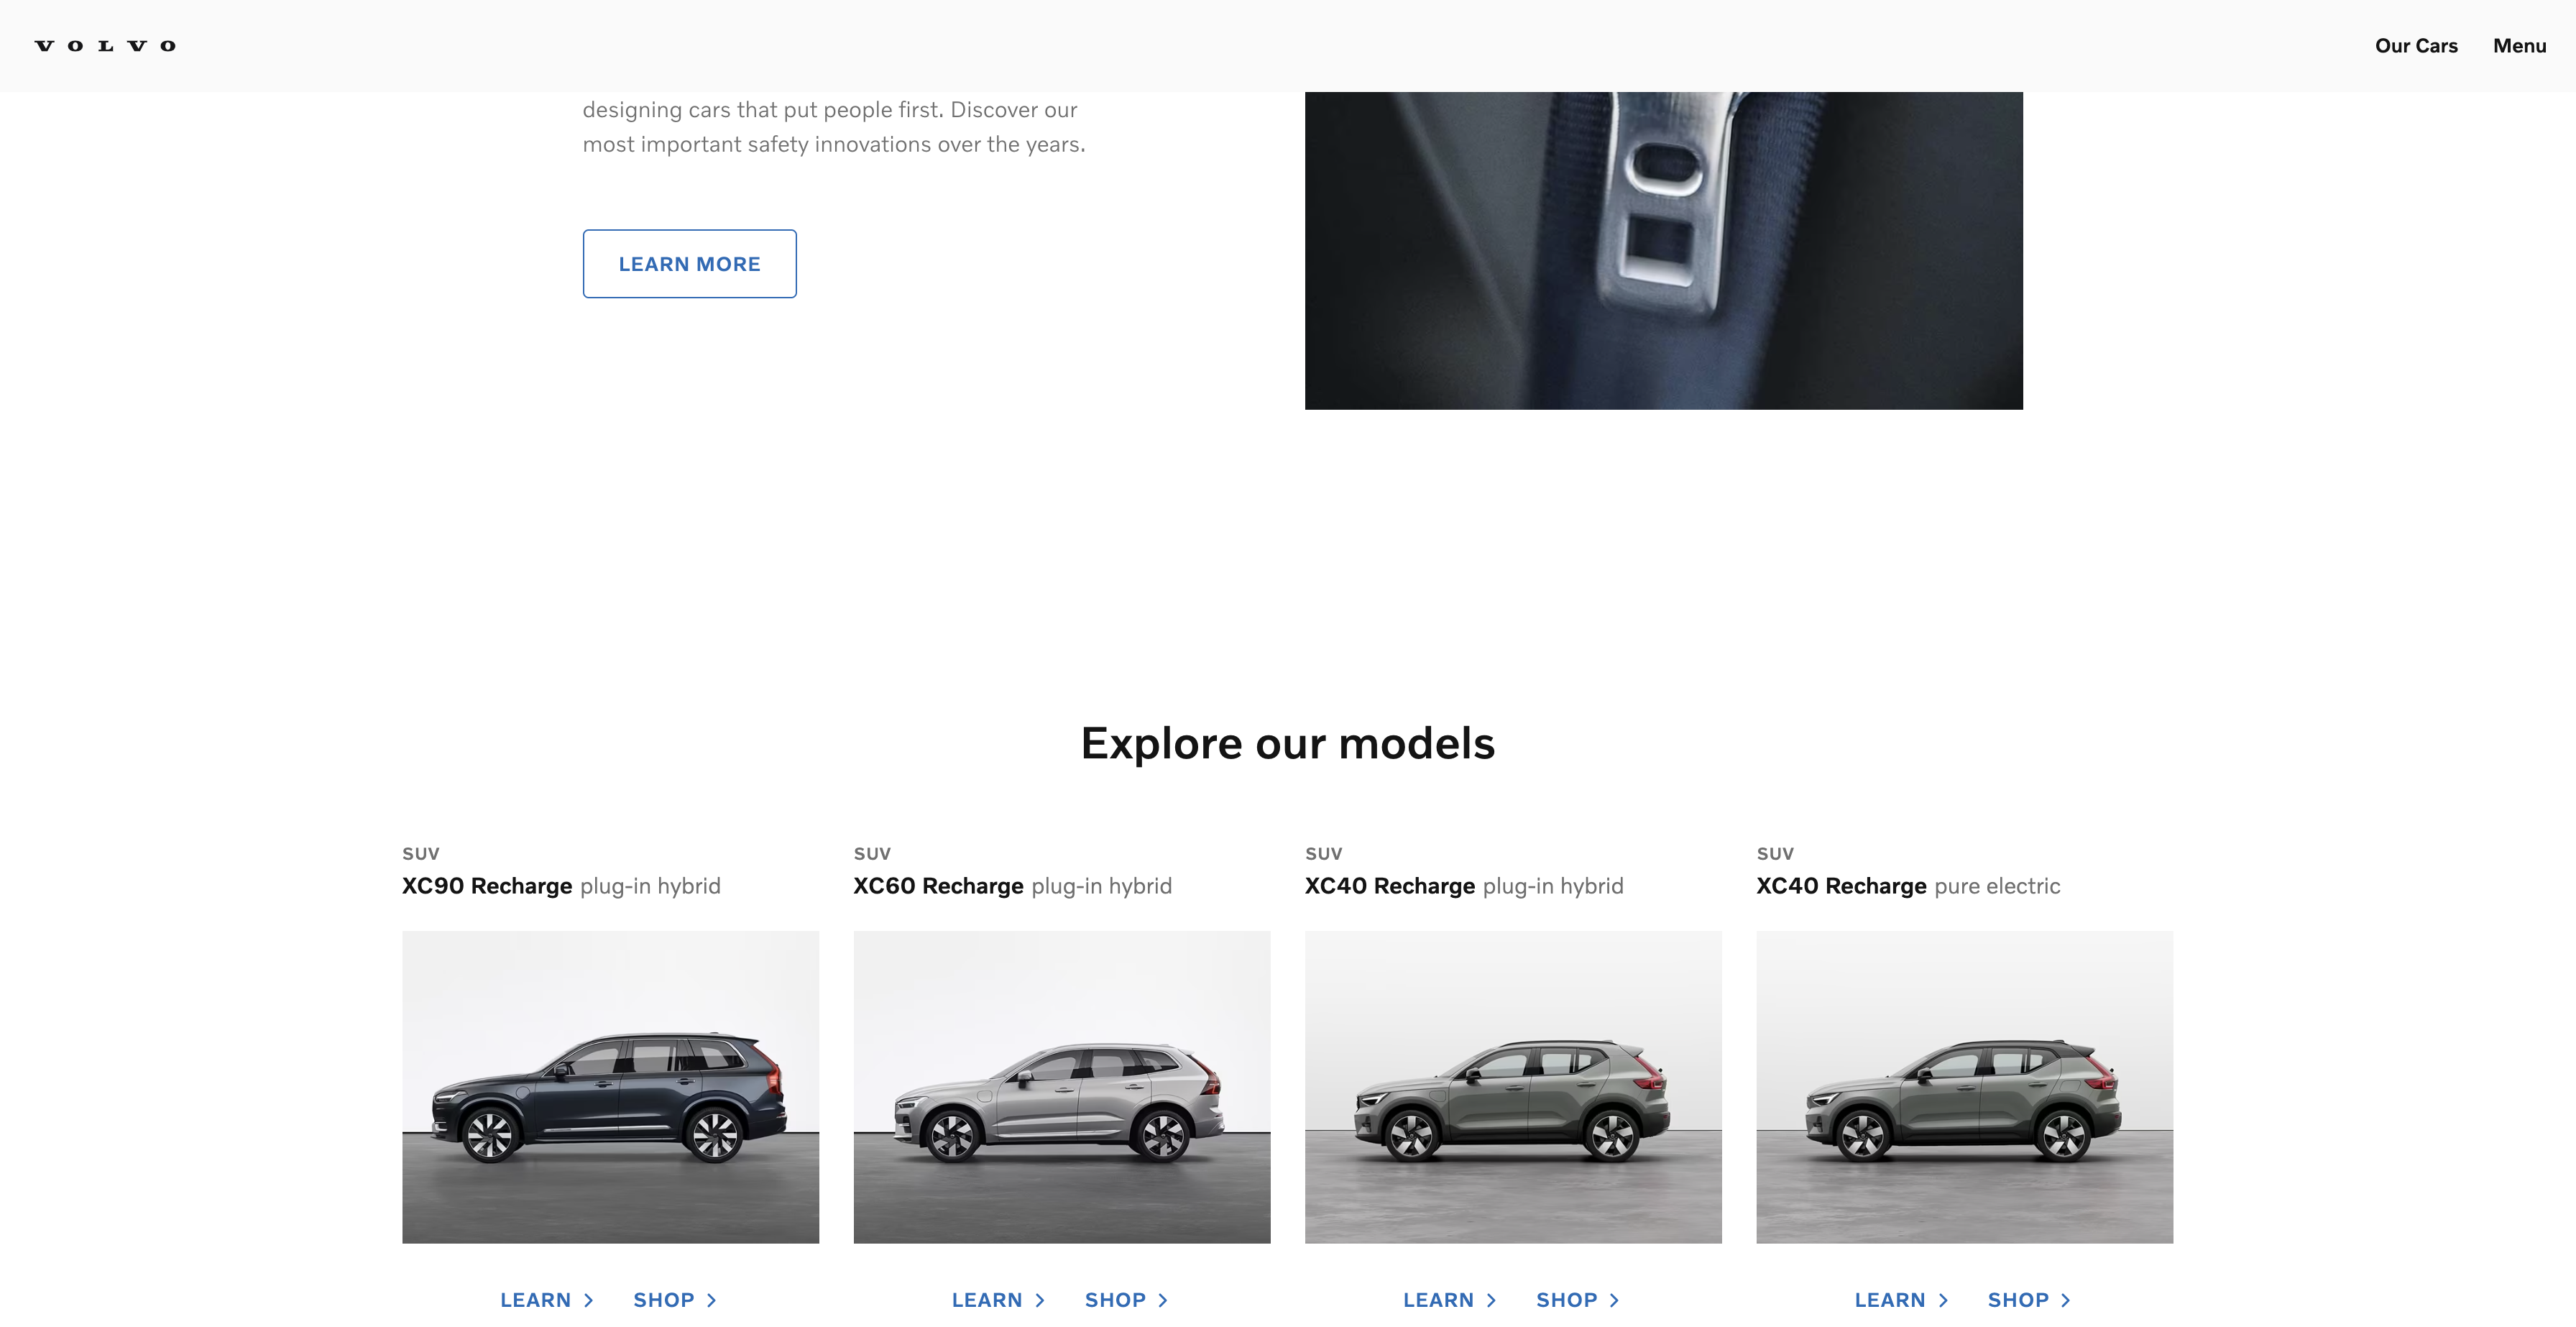 VOLVO
Our Cars
Menu
designing cars that put people first. Discover our
most important safety innovations over the years.
LEARN MORE
Explore our models
SUV
XC90 Recharge plug-in hybrid
LEARN
SHOP
SUV
XC60 Recharge plug-in hybrid
LEARN
SHOP
SUV
XC40 Recharge plug-in hybrid
LEARN
SHOP
SUV
XC40 Recharge pure electric
LEARN
SHOP